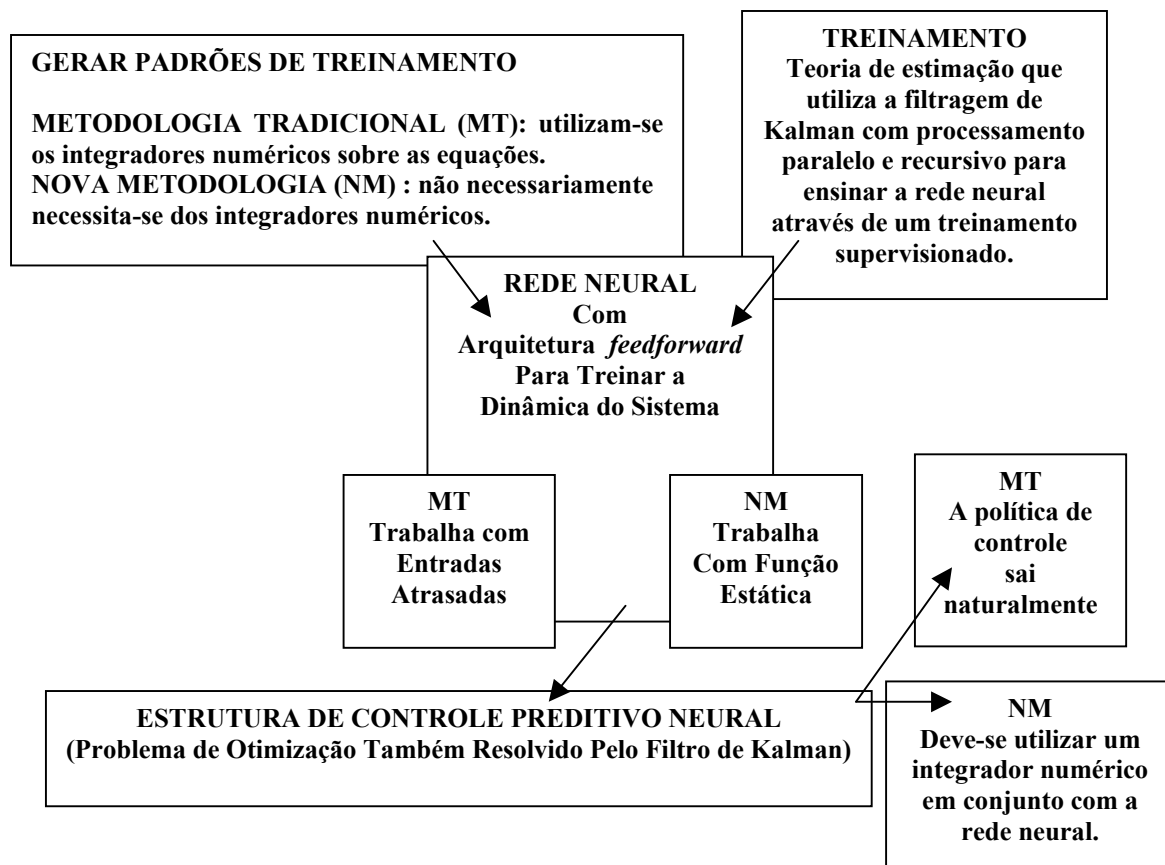 GERAR PADRÕES DE TREINAMENTO
METODOLOGIA TRADICIONAL (MT): utilizam-se
os integradores numéricos sobre as equações.
NOVA METODOLOGIA (NM) : não necessariamente
necessita-se dos integradores numéricos.
TREINAMENTO
Teoria de estimação que
utiliza a filtragem de
Kalman com processamento
paralelo e recursivo para
ensinar a rede neural
através de um treinamento
supervisionado.
REDE NEURAL
Com
Arquitetura feedforward
Para Treinar a
Dinâmica do Sistema
MT
Trabalha com
Entradas
Atrasadas
NM
Trabalha
Com Função
Estática
MT
A política de
controle
sai
naturalmente
ESTRUTURA DE CONTROLE PREDITIVO NEURAL
(Problema de Otimização Também Resolvido Pelo Filtro de Kalman)
NM
Deve-se utilizar um
integrador numérico
em conjunto com a
rede neural.